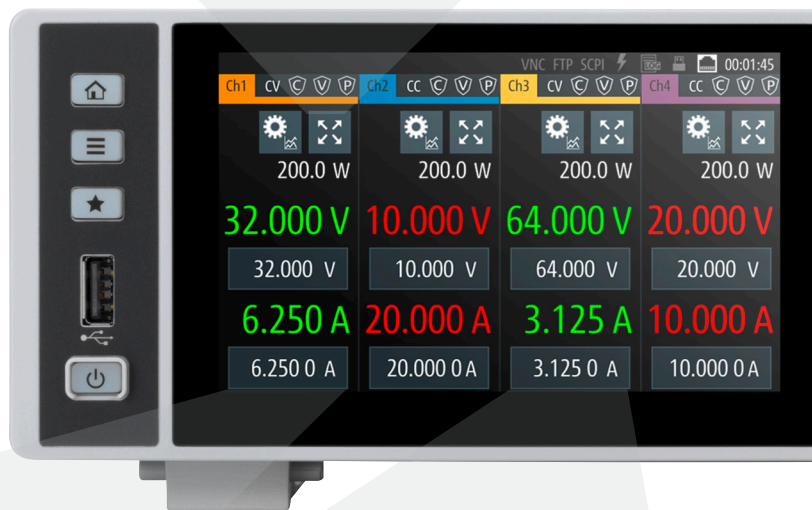 VNC FTP SCPI LOG 00:01:45
Ch1 CV C V P Ch2 CC C V P Ch3 CV C V P Ch4 CC C V P
200.0 W 200.0 W 200.0 W 200.0 W
32.000 V 10.000 V 64.000 V 20.000 V
32.000 V 10.000 V 64.000 V 20.000 V
6.250 A 20.000 A 3.125 A 10.000 A
6.250 0 A 20.000 0 A 3.125 0 A 10.000 0 A